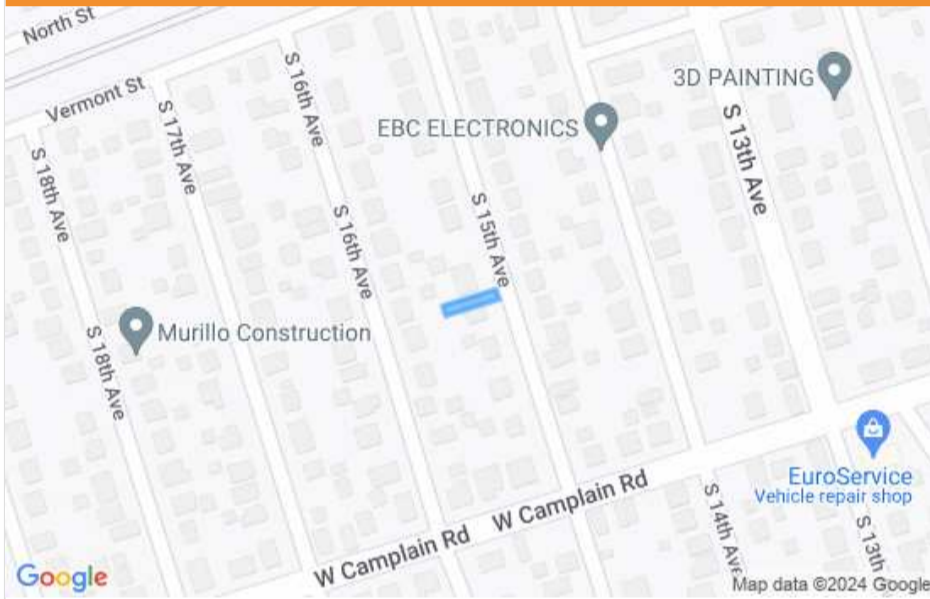 North St
Vermont St
S 16th Ave
3D PAINTING
S 17th Ave
EBC ELECTRONICS
S 13th Ave
S 18th Ave
S 15th Ave
S 16th Ave
Murillo Construction
S 18th Ave
EuroService
Vehicle repair shop
W Camplain Rd
W Camplain Rd
S 14th Ave
S 13th
Google
Map data ©2024 Google